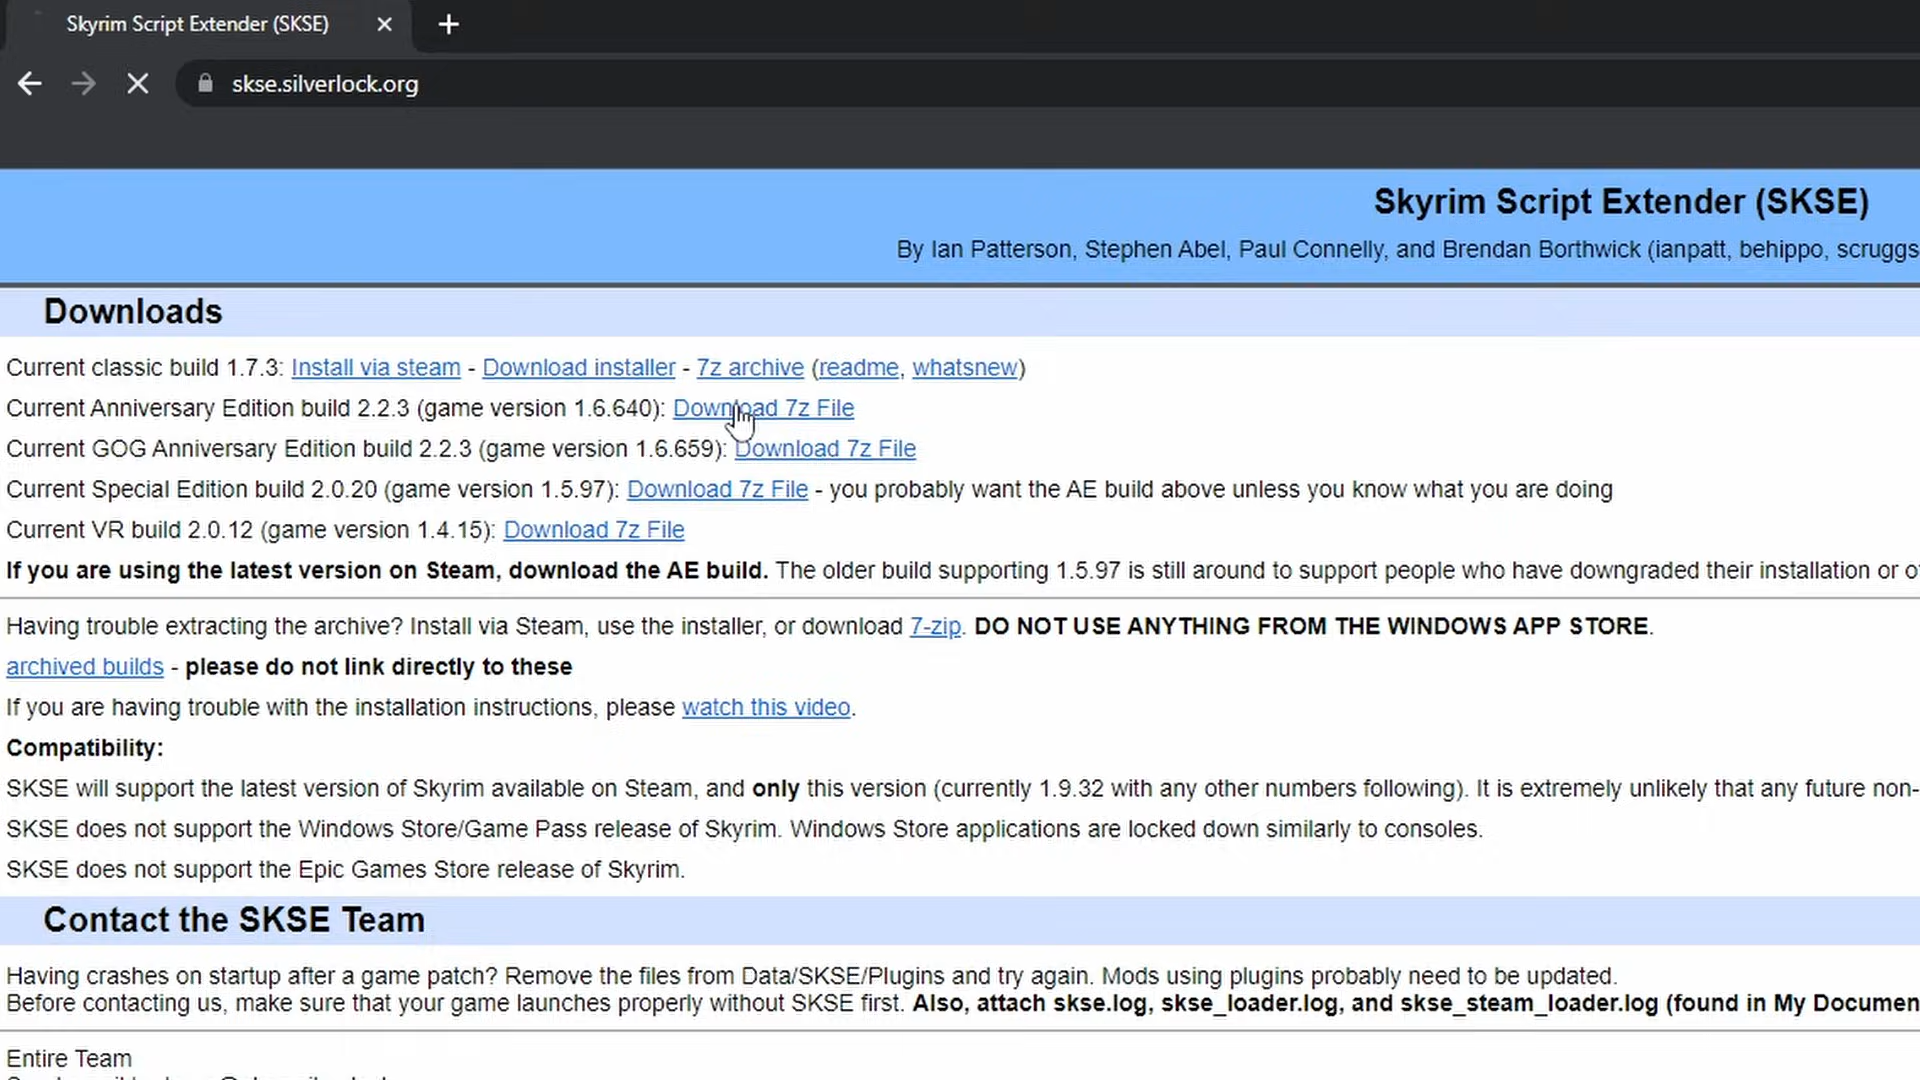 Skyrim Script Extender (SKSE)
skse.silverlock.org
Skyrim Script Extender (SKSE)
By Ian Patterson, Stephen Abel, Paul Connelly, and Brendan Borthwick (ianpatt, behippo, scruggs
Downloads
Current classic build 1.7.3: Install via steam - Download installer - 7z archive (readme, whatsnew)
Current Anniversary Edition build 2.2.3 (game version 1.6.640): Download 7z File
Current GOG Anniversary Edition build 2.2.3 (game version 1.6.659): Download 7z File
Current Special Edition build 2.0.20 (game version 1.5.97): Download 7z File - you probably want the AE build above unless you know what you are doing
Current VR build 2.0.12 (game version 1.4.15): Download 7z File
If you are using the latest version on Steam, download the AE build. The older build supporting 1.5.97 is still around to support people who have downgraded their installation or
Having trouble extracting the archive? Install via Steam, use the installer, or download 7-zip. DO NOT USE ANYTHING FROM THE WINDOWS APP STORE.
archived builds - please do not link directly to these
If you are having trouble with the installation instructions, please watch this video.
Compatibility:
SKSE will support the latest version of Skyrim available on Steam, and only this version (currently 1.9.32 with any other numbers following). It is extremely unlikely that any future non-
SKSE does not support the Windows Store/Game Pass release of Skyrim. Windows Store applications are locked down similarly to consoles.
SKSE does not support the Epic Games Store release of Skyrim.
Contact the SKSE Team
Having crashes on startup after a game patch? Remove the files from Data/SKSE/Plugins and try again. Mods using plugins probably need to be updated.
Before contacting us, make sure that your game launches properly without SKSE first. Also, attach skse.log, skse_loader.log, and skse_steam_loader.log (found in My Documen
Entire Team